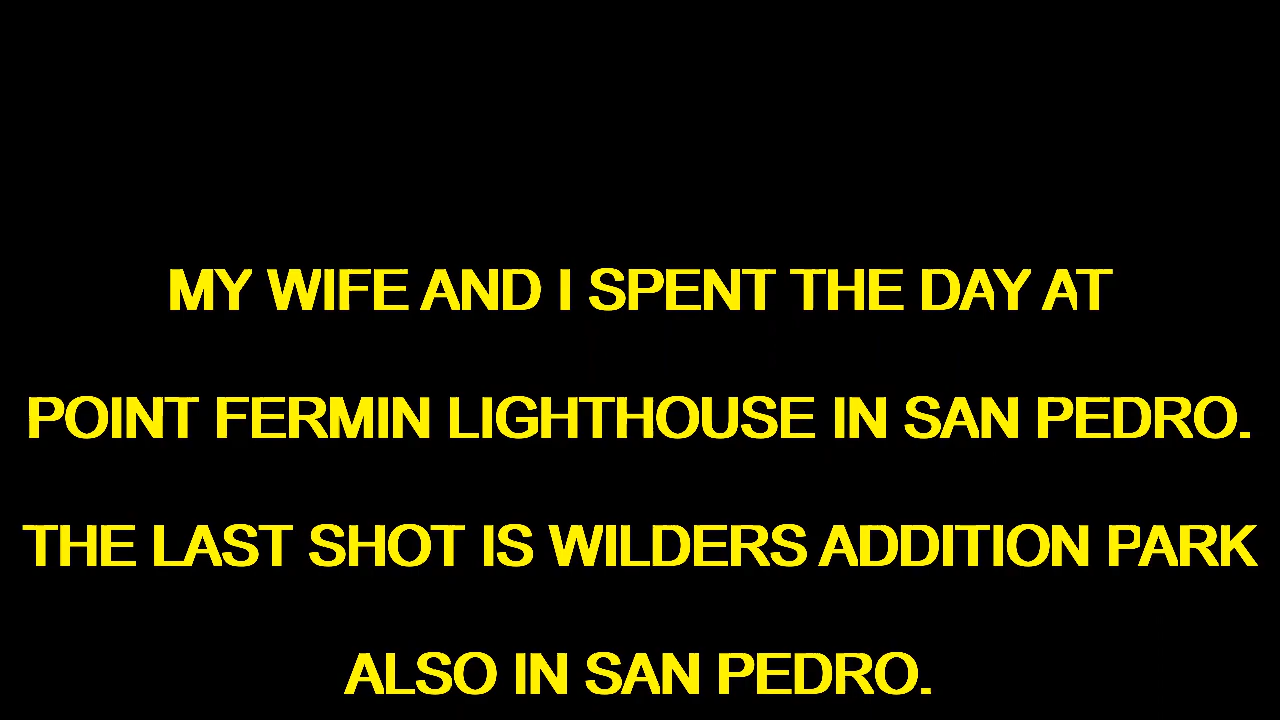 MY WIFE AND I SPENT THE DAY AT
POINT FERMIN LIGHTHOUSE IN SAN PEDRO.
THE LAST SHOT IS WILDERS ADDITION PARK
ALSO IN SAN PEDRO.